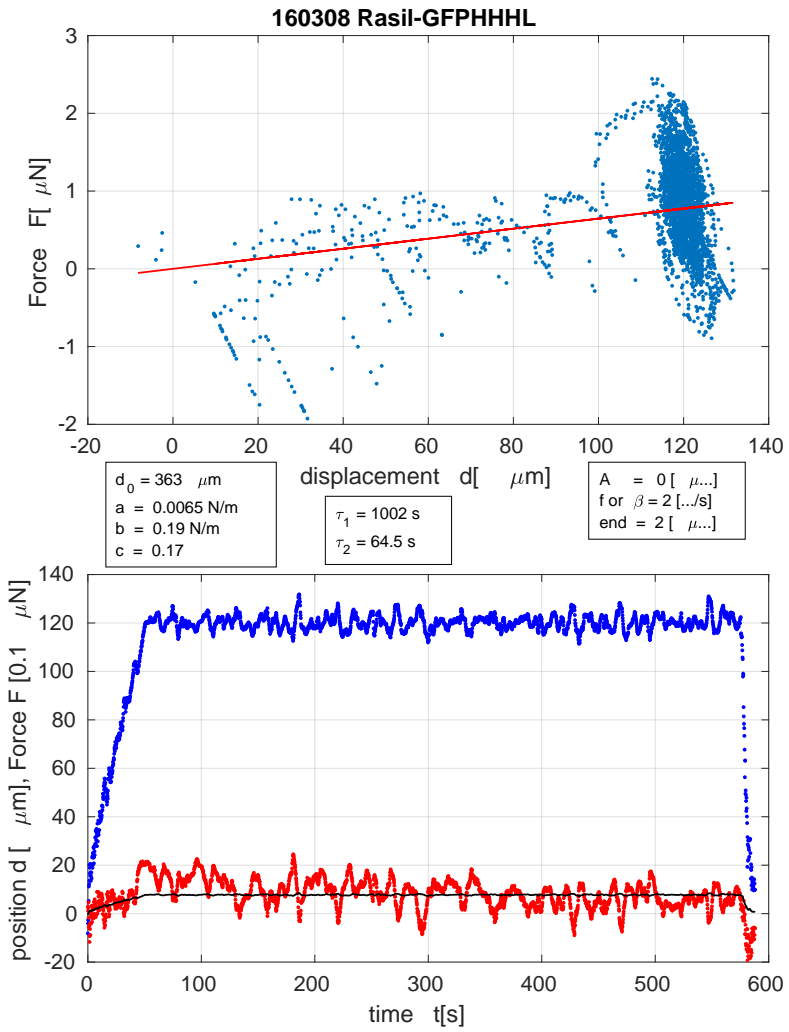 160308 Rasil-GFPHHHL
Force F[ μN]
3
2
1
0
-1
-2
-20 0 20 40 60 80 100 120 140
displacement d[ μm]
d0 = 363 μm
a = 0.0065 N/m
b = 0.19 N/m
c = 0.17
τ1 = 1002 s
τ2 = 64.5 s
A = 0 [ μ...]
f or β = 2 [.../s]
end = 2 [ μ...]
position d [ μm], Force F [0.1 μN]
140
120
100
80
60
40
20
0
-20
0 100 200 300 400 500 600
time t[s]